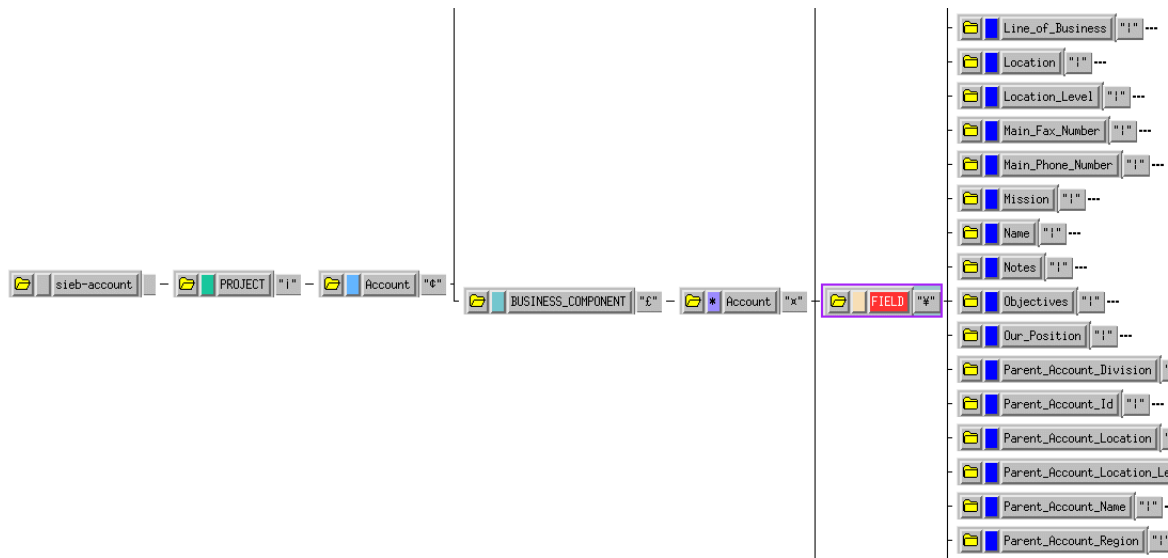 Line_of_Business "¦"
Location "¦"
Location_Level "¦"
Main_Fax_Number "¦"
Main_Phone_Number "¦"
Mission "¦"
Name "¦"
Notes "¦"
sieb-account PROJECT "¡" Account "¢"
BUSINESS_COMPONENT "£" * Account "¤" FIELD "¥" Objectives "¦"
Our_Position "¦"
Parent_Account_Division
Parent_Account_Id "¦"
Parent_Account_Location
Parent_Account_Location_Le
Parent_Account_Name "¦"
Parent_Account_Region "¦"